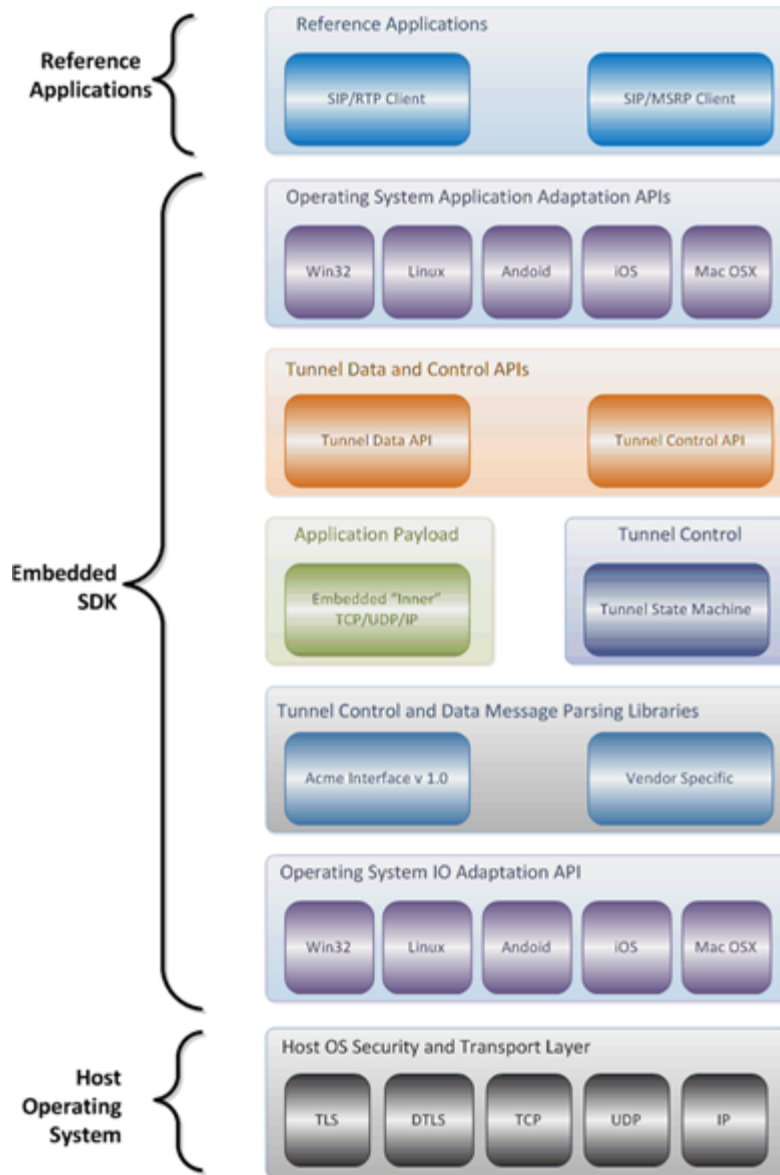 Reference Applications
Reference
Applications
SIP/RTP Client
SIP/MSRP Client
Operating System Application Adaptation APIs
Win32
Linux
Andoid
iOS
Mac OSX
Tunnel Data and Control APIs
Tunnel Data API
Tunnel Control API
Application Payload
Tunnel Control
Embedded
SDK
Embedded "Inner"
TCP/UDP/IP
Tunnel State Machine
Tunnel Control and Data Message Parsing Libraries
Acme Interface v 1.0
Vendor Specific
Operating System IO Adaptation API
Win32
Linux
Andoid
iOS
Mac OSX
Host OS Security and Transport Layer
Host
Operating
System
TLS
DTLS
TCP
UDP
IP